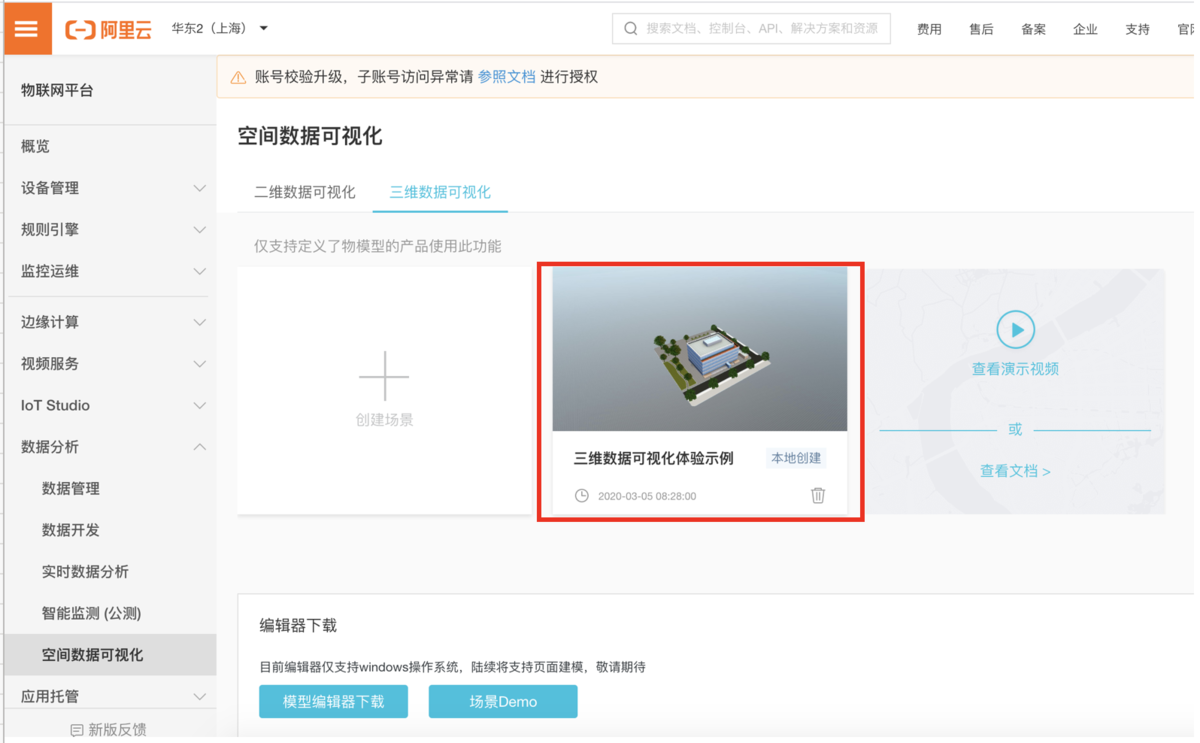 阿里云
华东2（上海）
搜索文档、控制台、API、解决方案和资源
费用
售后
备案
企业
支持
物联网平台
概览
设备管理
规则引擎
监控运维
边缘计算
视频服务
IoT Studio
数据分析
数据管理
数据开发
实时数据分析
智能监测 (公测)
空间数据可视化
应用托管
新版反馈
账号校验升级，子账号访问异常请 参照文档 进行授权
空间数据可视化
二维数据可视化
三维数据可视化
仅支持定义了物模型的产品使用此功能
创建场景
三维数据可视化体验示例
本地创建
2020-03-05 08:28:00
查看演示视频
或
查看文档 >
编辑器下载
目前编辑器仅支持windows操作系统，陆续将支持页面建模，敬请期待
模型编辑器下载
场景Demo